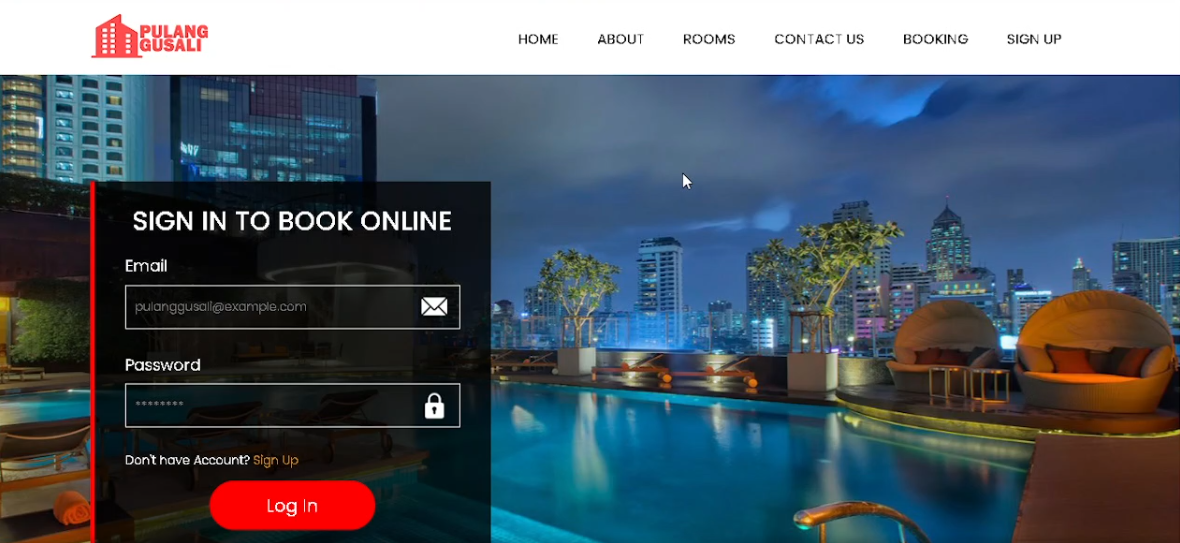 PULANG
GUSALI
HOME ABOUT ROOMS CONTACT US BOOKING SIGN UP
SIGN IN TO BOOK ONLINE
Email
pulanggusali@example.com
Password
********
Don't have Account? Sign Up
Log In